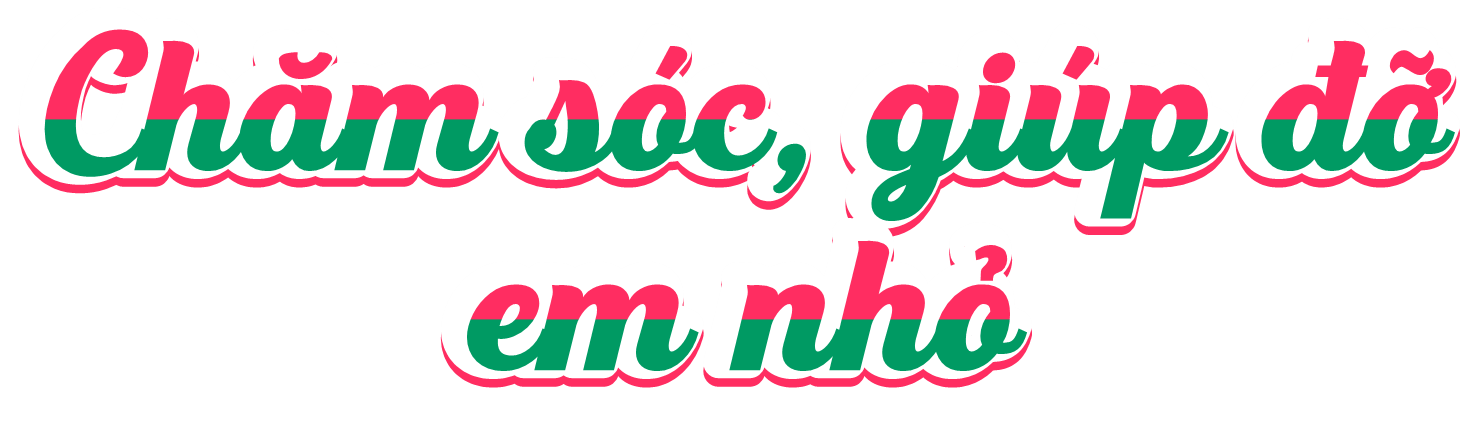 Chăm sóc, giúp đỡ
em nhỏ